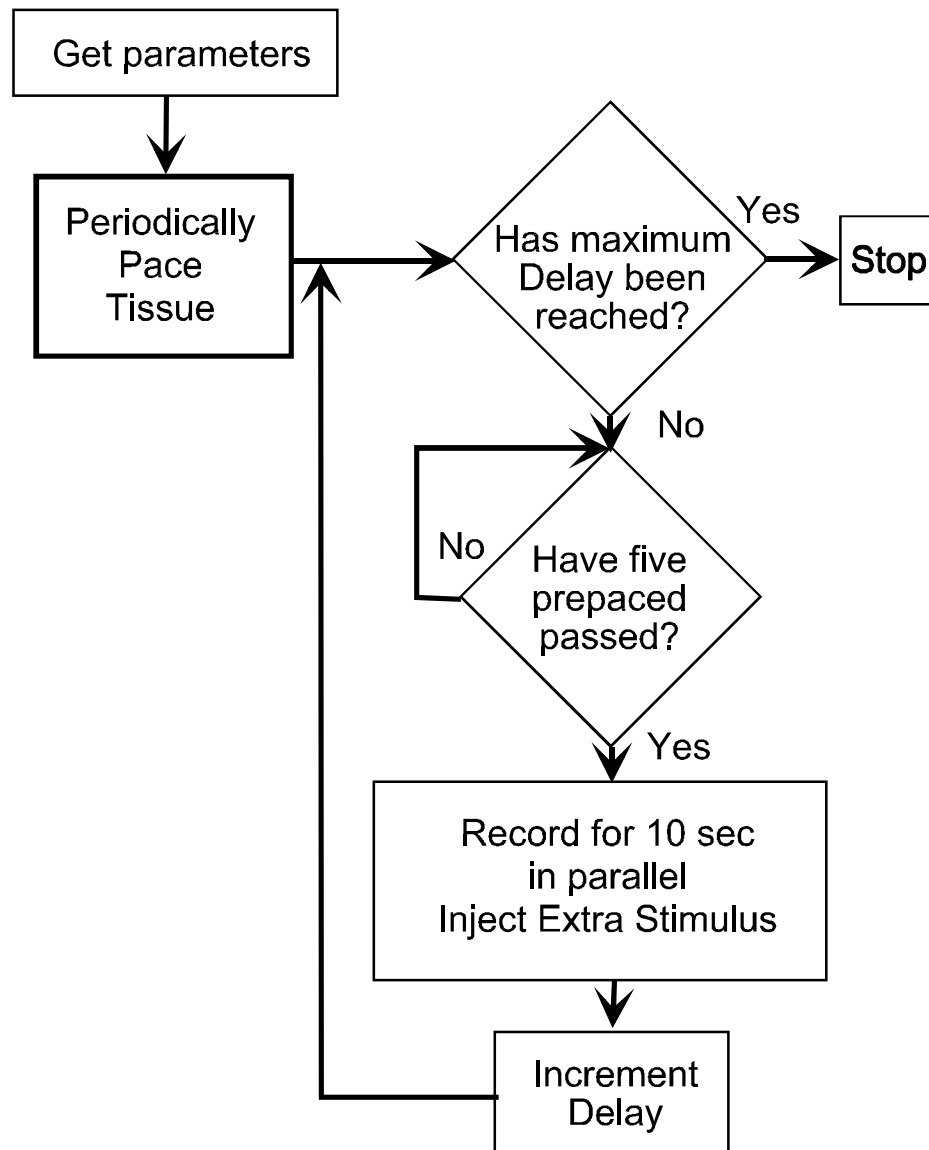 Get parameters
Periodically
Pace
Tissue
Has maximum
Delay been
reached?
Yes
Stop
No
No
Have five
prepaced
passed?
Yes
Record for 10 sec
in parallel
Inject Extra Stimulus
Increment
Delay